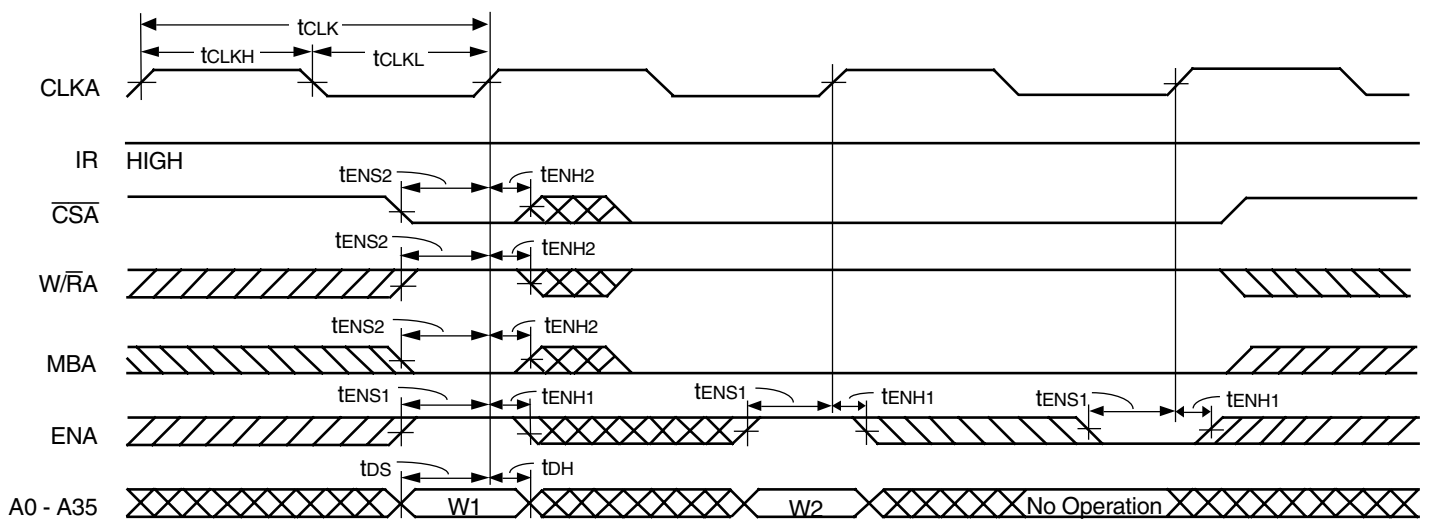 tCLK
tCLKH tCLKL
CLKA
IR HIGH
tENS2 tENH2
CSA
tENS2 tENH2
W/RA
tENS2 tENH2
MBA
tENS1 tENH1 tENS1 tENH1 tENS1 tENH1
ENA
tDS tDH
A0 - A35 W1 W2 No Operation